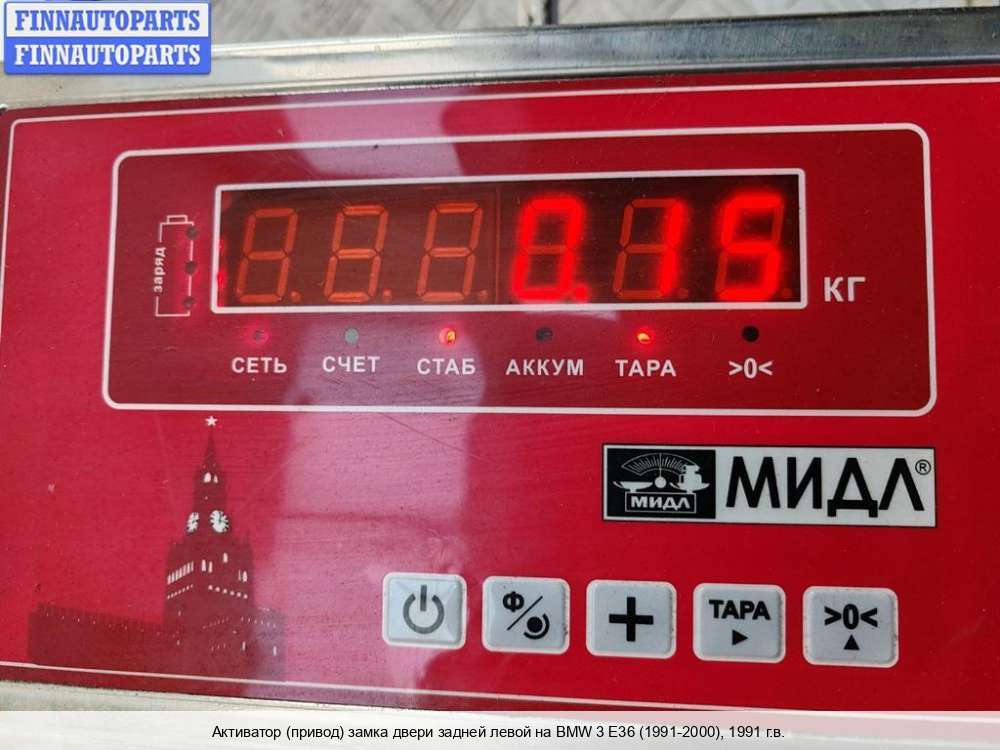 FINNAUTOPARTS
FINNAUTOPARTS
заряд
0.15
КГ
СЕТЬ СЧЕТ СТАБ АККУМ ТАРА >0<
МИДЛ
МИДЛ®
Ф
ТАРА
>0<
Активатор (привод) замка двери задней левой на BMW 3 E36 (1991-2000), 1991 г.в.